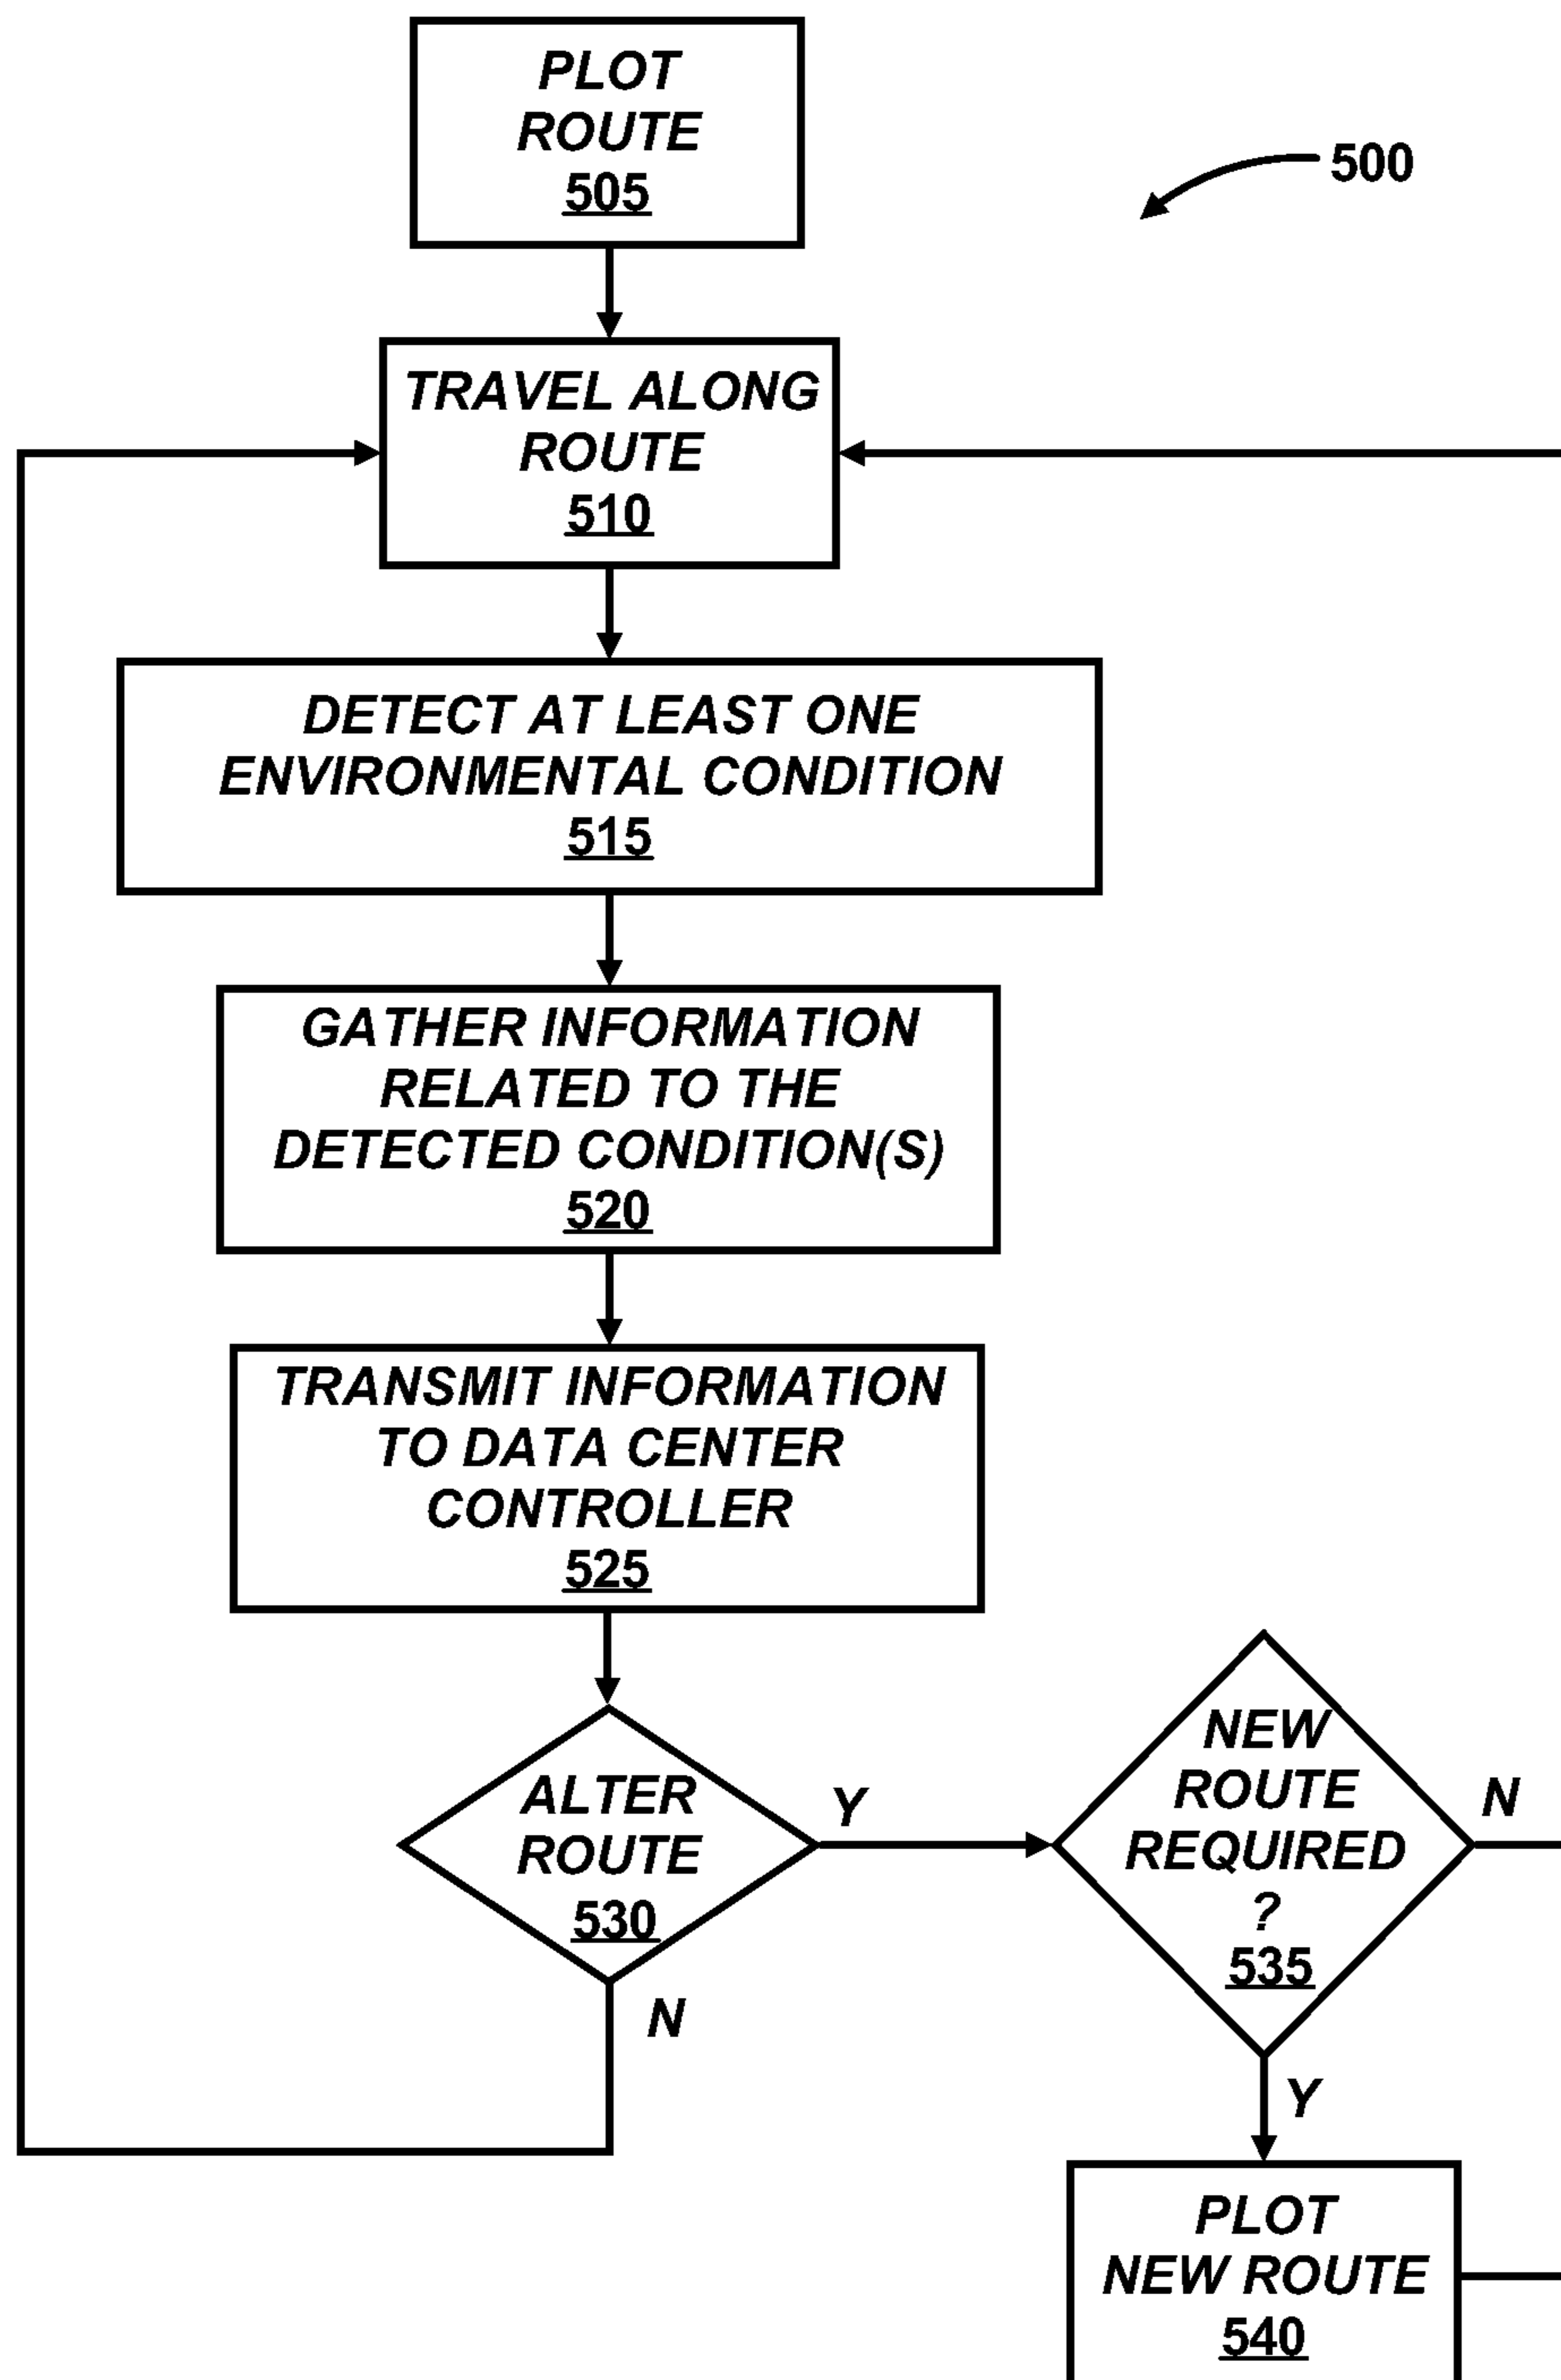 PLOT
ROUTE
505
500
TRAVEL ALONG
ROUTE
510
DETECT AT LEAST ONE
ENVIRONMENTAL CONDITION
515
GATHER INFORMATION
RELATED TO THE
DETECTED CONDITION(S)
520
TRANSMIT INFORMATION
TO DATA CENTER
CONTROLLER
525
ALTER
ROUTE
530
Y
N
NEW
ROUTE
REQUIRED
?
535
N
Y
PLOT
NEW ROUTE
540